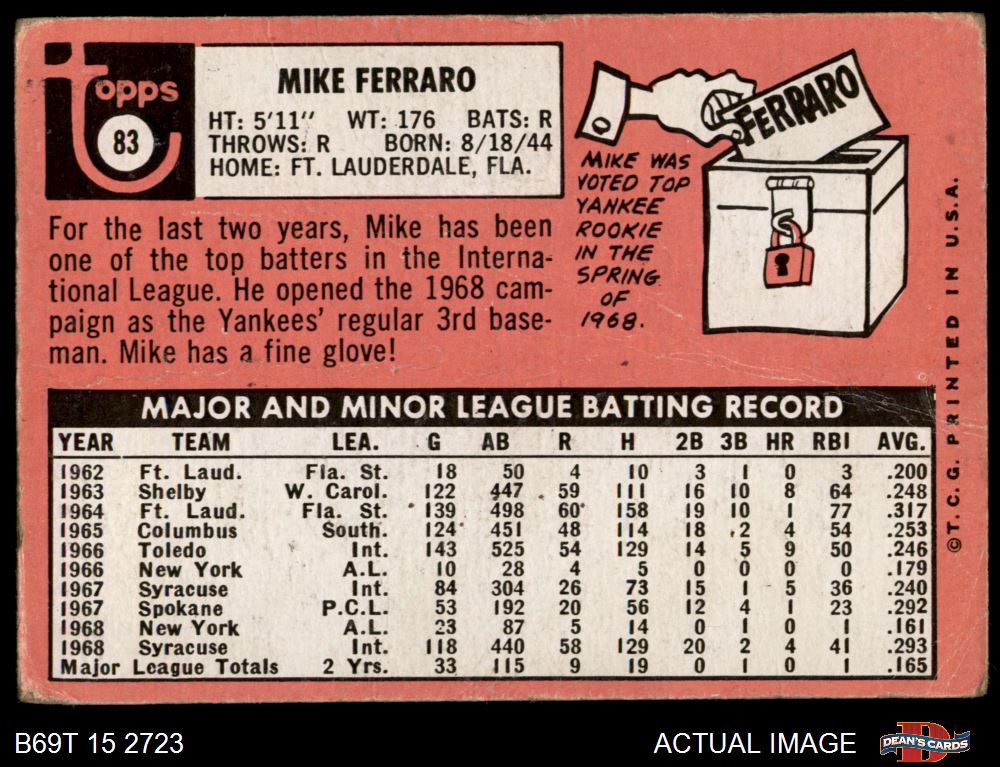 topps
83
MIKE FERRARO
HT: 5'11" WT: 176 BATS: R
THROWS: R BORN: 8/18/44
HOME: FT. LAUDERDALE, FLA.
For the last two years, Mike has been
one of the top batters in the Interna-
tional League. He opened the 1968 cam-
paign as the Yankees' regular 3rd base-
man. Mike has a fine glove!
FERRARO
MIKE WAS
VOTED TOP
YANKEE
ROOKIE
IN THE
SPRING
OF
1968.
©T.C.G. PRINTED IN U.S.A.
MAJOR AND MINOR LEAGUE BATTING RECORD
YEAR TEAM LEA. G AB R H 2B 3B HR RBI AVG.
1962 Ft. Laud. Fla. St. 18 50 4 10 3 1 0 3 .200
1963 Shelby W. Carol. 122 447 59 111 16 10 8 64 .248
1964 Ft. Laud. Fla. St. 139 498 60 158 19 10 1 77 .317
1965 Columbus South. 124 451 48 114 18 2 4 54 .253
1966 Toledo Int. 143 525 54 129 14 5 9 50 .246
1966 New York A.L. 10 28 4 5 0 0 0 0 .179
1967 Syracuse Int. 84 304 26 73 15 1 5 36 .240
1967 Spokane P.C.L. 53 192 20 56 12 4 1 23 .292
1968 New York A.L. 23 87 5 14 0 1 0 1 .161
1968 Syracuse Int. 118 440 58 129 20 2 4 41 .293
Major League Totals 2 Yrs. 33 115 9 19 0 1 0 1 .165
B69T 15 2723
ACTUAL IMAGE
DEAN'S CARDS